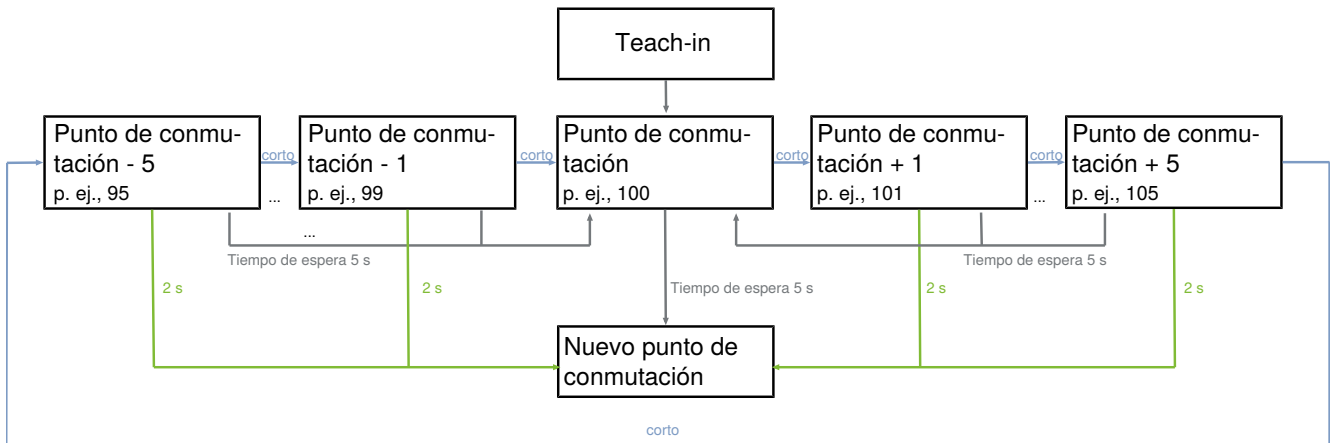 Teach-in
Punto de conmu-
tación - 5
p. ej., 95
corto
...
Punto de conmu-
tación - 1
p. ej., 99
corto
Punto de conmu-
tación
p. ej., 100
corto
Punto de conmu-
tación + 1
p. ej., 101
corto
...
Punto de conmu-
tación + 5
p. ej., 105
...
Tiempo de espera 5 s
Tiempo de espera 5 s
2 s
2 s
Tiempo de espera 5 s
2 s
2 s
Nuevo punto de
conmutación
corto